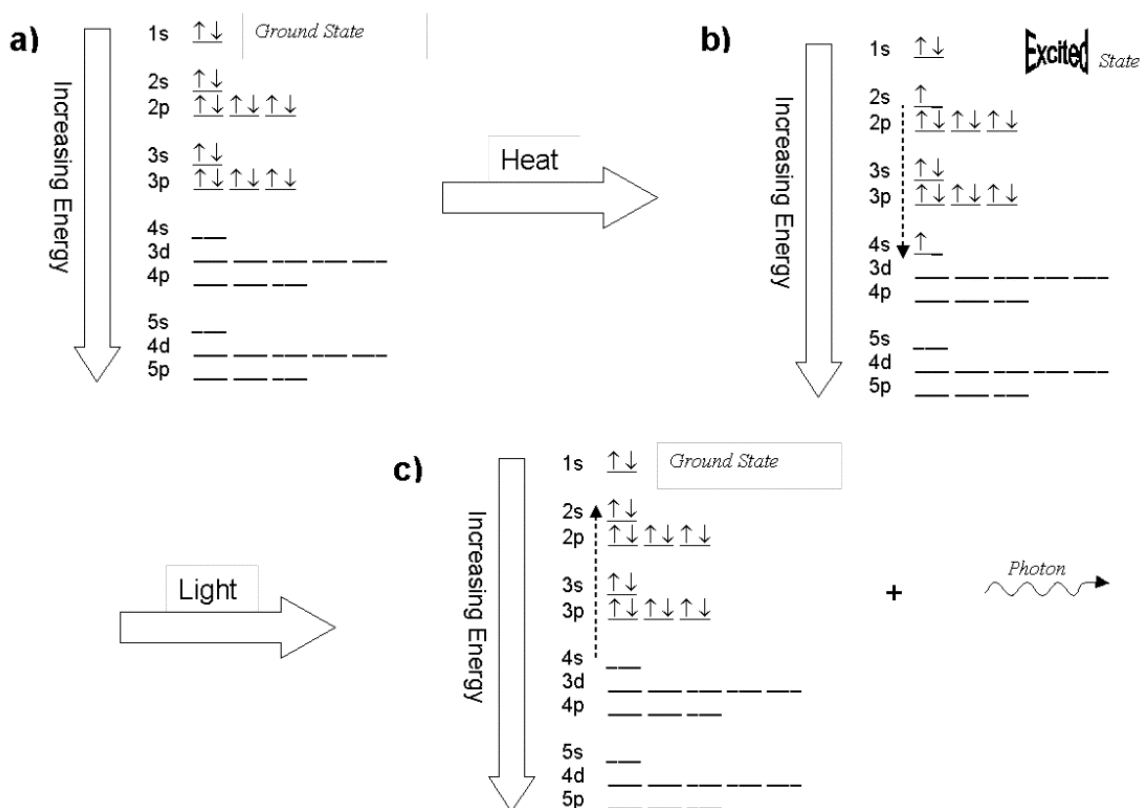 a)
Increasing Energy
1s ↑↓ Ground State
2s ↑↓
2p ↑↓ ↑↓ ↑↓
3s ↑↓
3p ↑↓ ↑↓ ↑↓
4s
3d
4p
5s
4d
5p
Heat
b)
Increasing Energy
1s ↑↓ Excited State
2s ↑
2p ↑↓ ↑↓ ↑↓
3s ↑↓
3p ↑↓ ↑↓ ↑↓
4s ↑
3d
4p
5s
4d
5p
Light
c)
Increasing Energy
1s ↑↓ Ground State
2s ↑↓
2p ↑↓ ↑↓ ↑↓
3s ↑↓
3p ↑↓ ↑↓ ↑↓
4s
3d
4p
5s
4d
5p
+
Photon